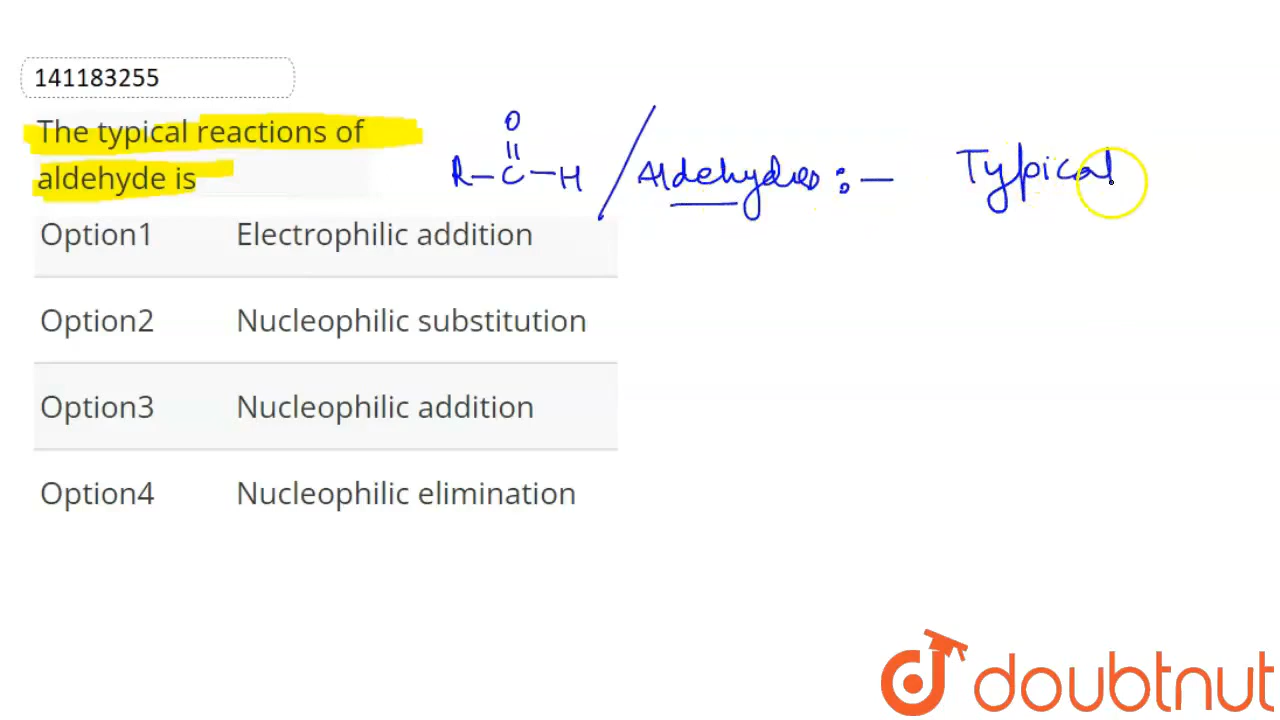 141183255
The typical reactions of
aldehyde is
O
R-C-H / Aldehydes :- Typical
Option1 Electrophilic addition
Option2 Nucleophilic substitution
Option3 Nucleophilic addition
Option4 Nucleophilic elimination
doubtnut